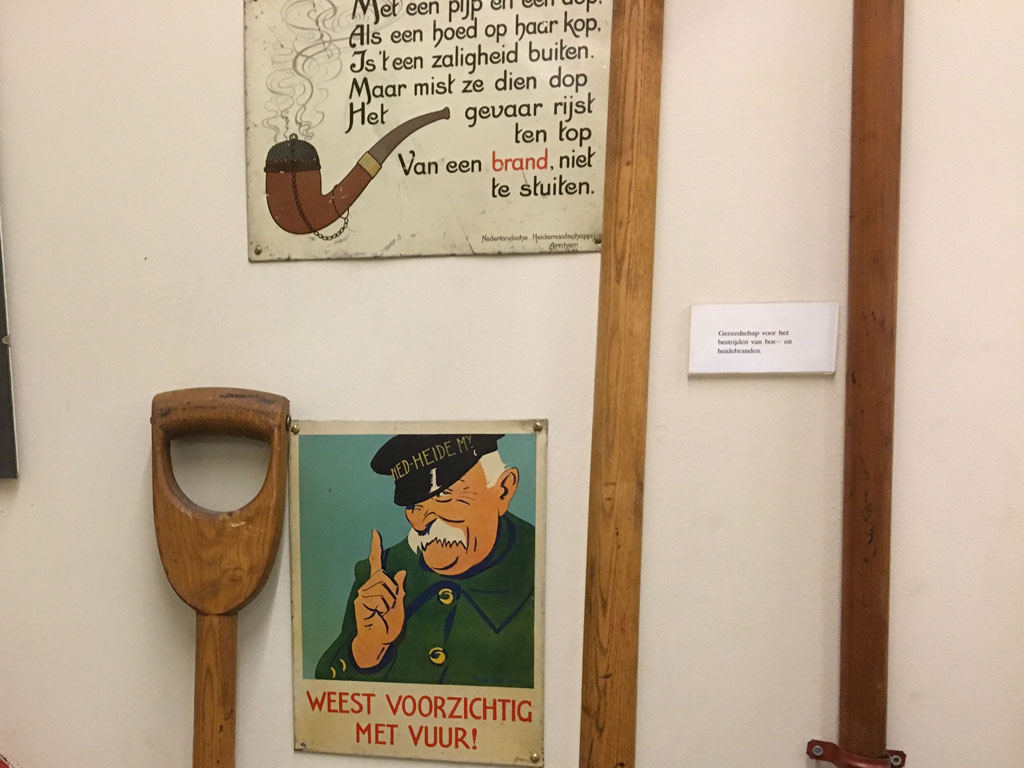 Met een pijp en een dop,
Als een hoed op haar kop,
Is 't een zaligheid buiten.
Maar mist ze dien dop
Het gevaar rijst
ten top
Van een brand, niet
te stuiten.
Nederlandsche Heidemaatschappij
Arnhem
Gereedschap voor het
bestrijden van bos- en
heidebranden.
NED-HEIDE MY.
WEEST VOORZICHTIG
MET VUUR!